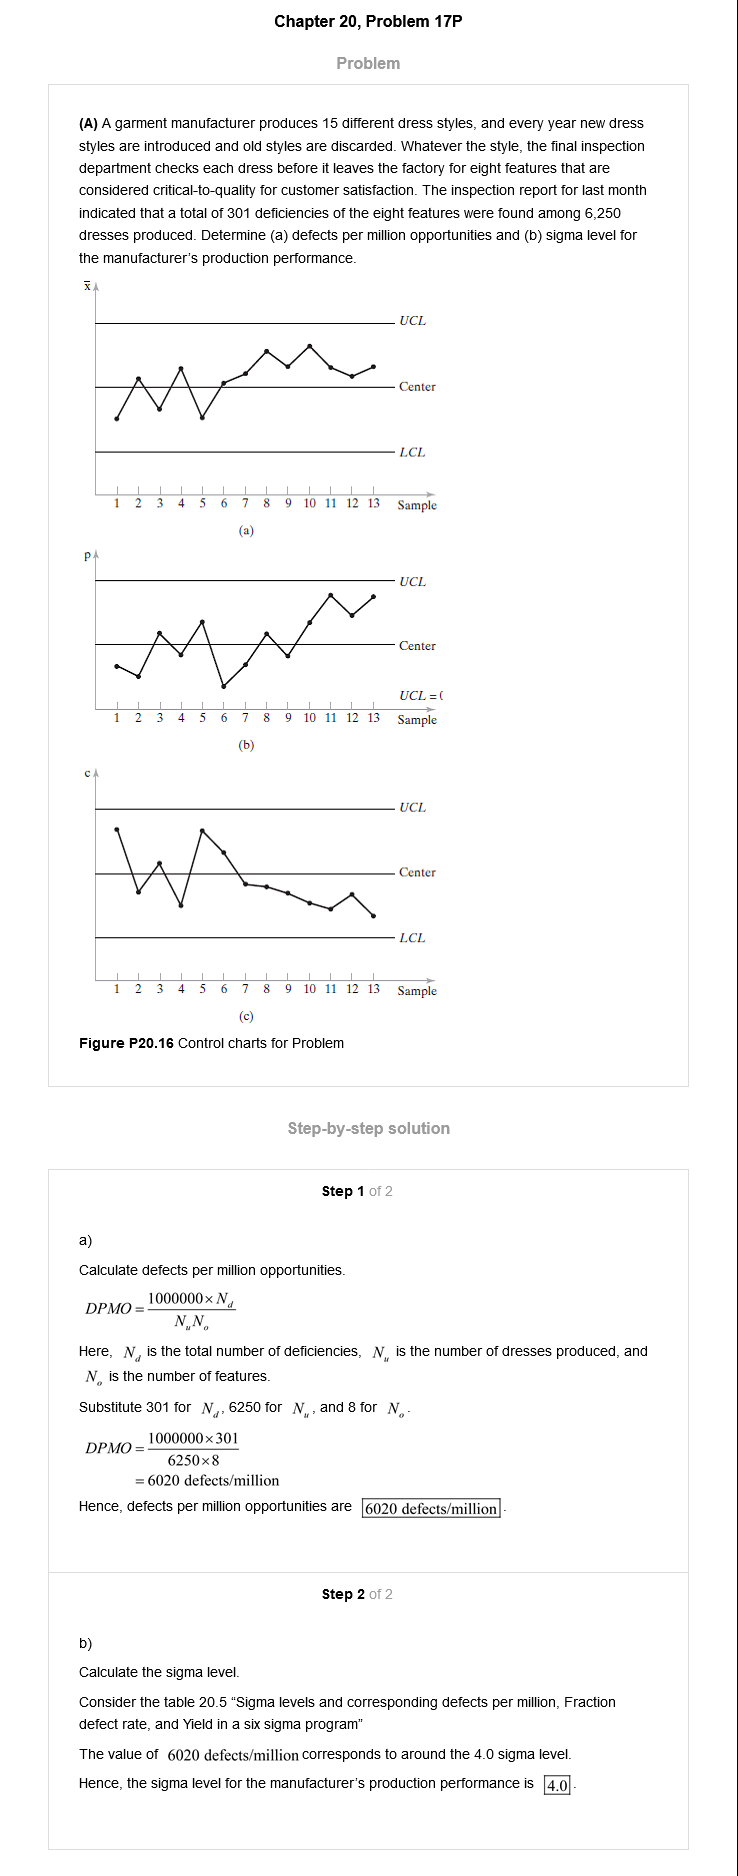 Chapter 20, Problem 17P
Problem
(A) A garment manufacturer produces 15 different dress styles, and every year new dress
styles are introduced and old styles are discarded. Whatever the style, the final inspection
department checks each dress before it leaves the factory for eight features that are
considered critical-to-quality for customer satisfaction. The inspection report for last month
indicated that a total of 301 deficiencies of the eight features were found among 6,250
dresses produced. Determine (a) defects per million opportunities and (b) sigma level for
the manufacturer's production performance.
x̅
UCL
Center
LCL
1 2 3 4 5 6 7 8 9 10 11 12 13 Sample
(a)
p
UCL
Center
UCL = (
1 2 3 4 5 6 7 8 9 10 11 12 13 Sample
(b)
c
UCL
Center
LCL
1 2 3 4 5 6 7 8 9 10 11 12 13 Sample
(c)
Figure P20.16 Control charts for Problem
Step-by-step solution
Step 1 of 2
a)
Calculate defects per million opportunities.
DPMO = 1000000 × N_d / N_u N_o
Here, N_d is the total number of deficiencies, N_u is the number of dresses produced, and
N_o is the number of features.
Substitute 301 for N_d, 6250 for N_u, and 8 for N_o.
DPMO = 1000000×301 / 6250×8
= 6020 defects/million
Hence, defects per million opportunities are 6020 defects/million.
Step 2 of 2
b)
Calculate the sigma level.
Consider the table 20.5 “Sigma levels and corresponding defects per million, Fraction
defect rate, and Yield in a six sigma program”
The value of 6020 defects/million corresponds to around the 4.0 sigma level.
Hence, the sigma level for the manufacturer's production performance is 4.0.